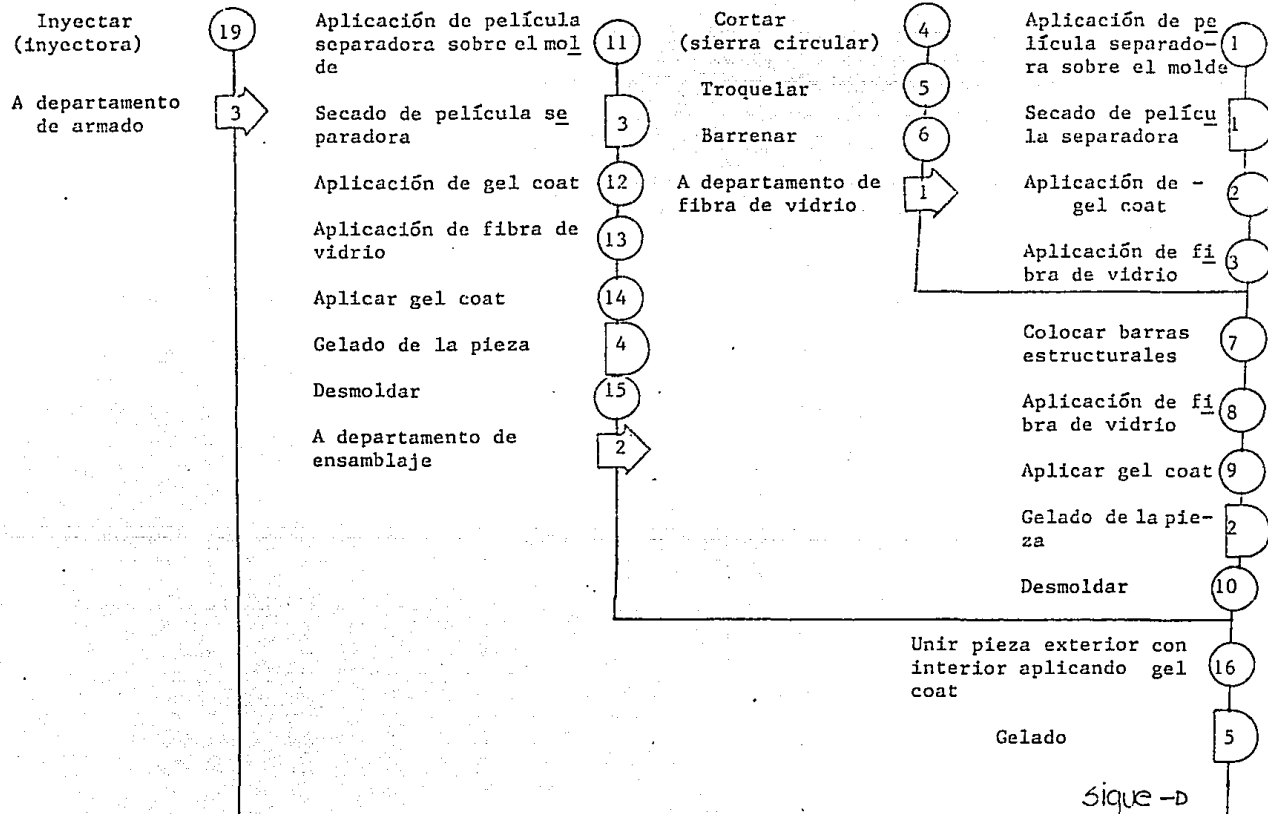 Inyectar
(inyectora)
19
A departamento
de armado
3
Aplicación de película
separadora sobre el mol
de
11
Secado de película se
paradora
3
Aplicación de gel coat
12
Aplicación de fibra de
vidrio
13
Aplicar gel coat
14
Gelado de la pieza
4
Desmoldar
15
A departamento de
ensamblaje
2
Cortar
(sierra circular)
4
Troquelar
5
Barrenar
6
A departamento de
fibra de vidrio
1
Aplicación de pe
lícula separado-
ra sobre el molde
1
Secado de pelícu
la separadora
1
Aplicación de -
gel coat
2
Aplicación de fi
bra de vidrio
3
Colocar barras
estructurales
7
Aplicación de fi
bra de vidrio
8
Aplicar gel coat
9
Gelado de la pie-
za
2
Desmoldar
10
Unir pieza exterior con
interior aplicando gel
coat
16
Gelado
5
sigue -D